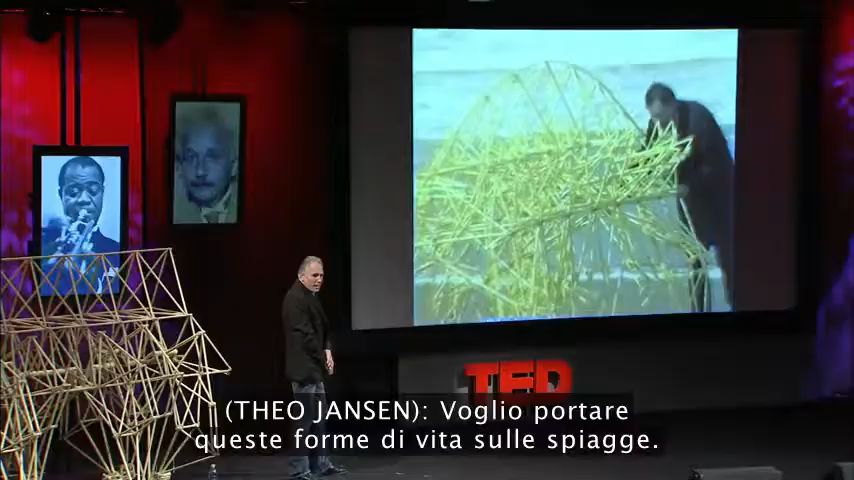 TED
(THEO JANSEN): Voglio portare
queste forme di vita sulle spiagge.